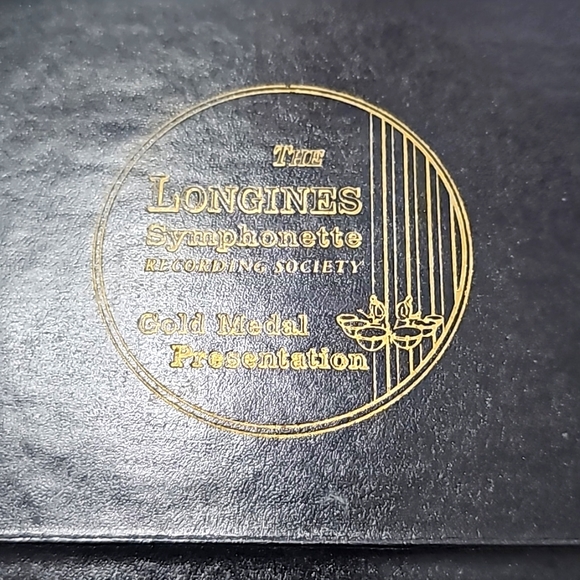 THE
LONGINES
Symphonette
RECORDING SOCIETY
Gold Medal
Presentation